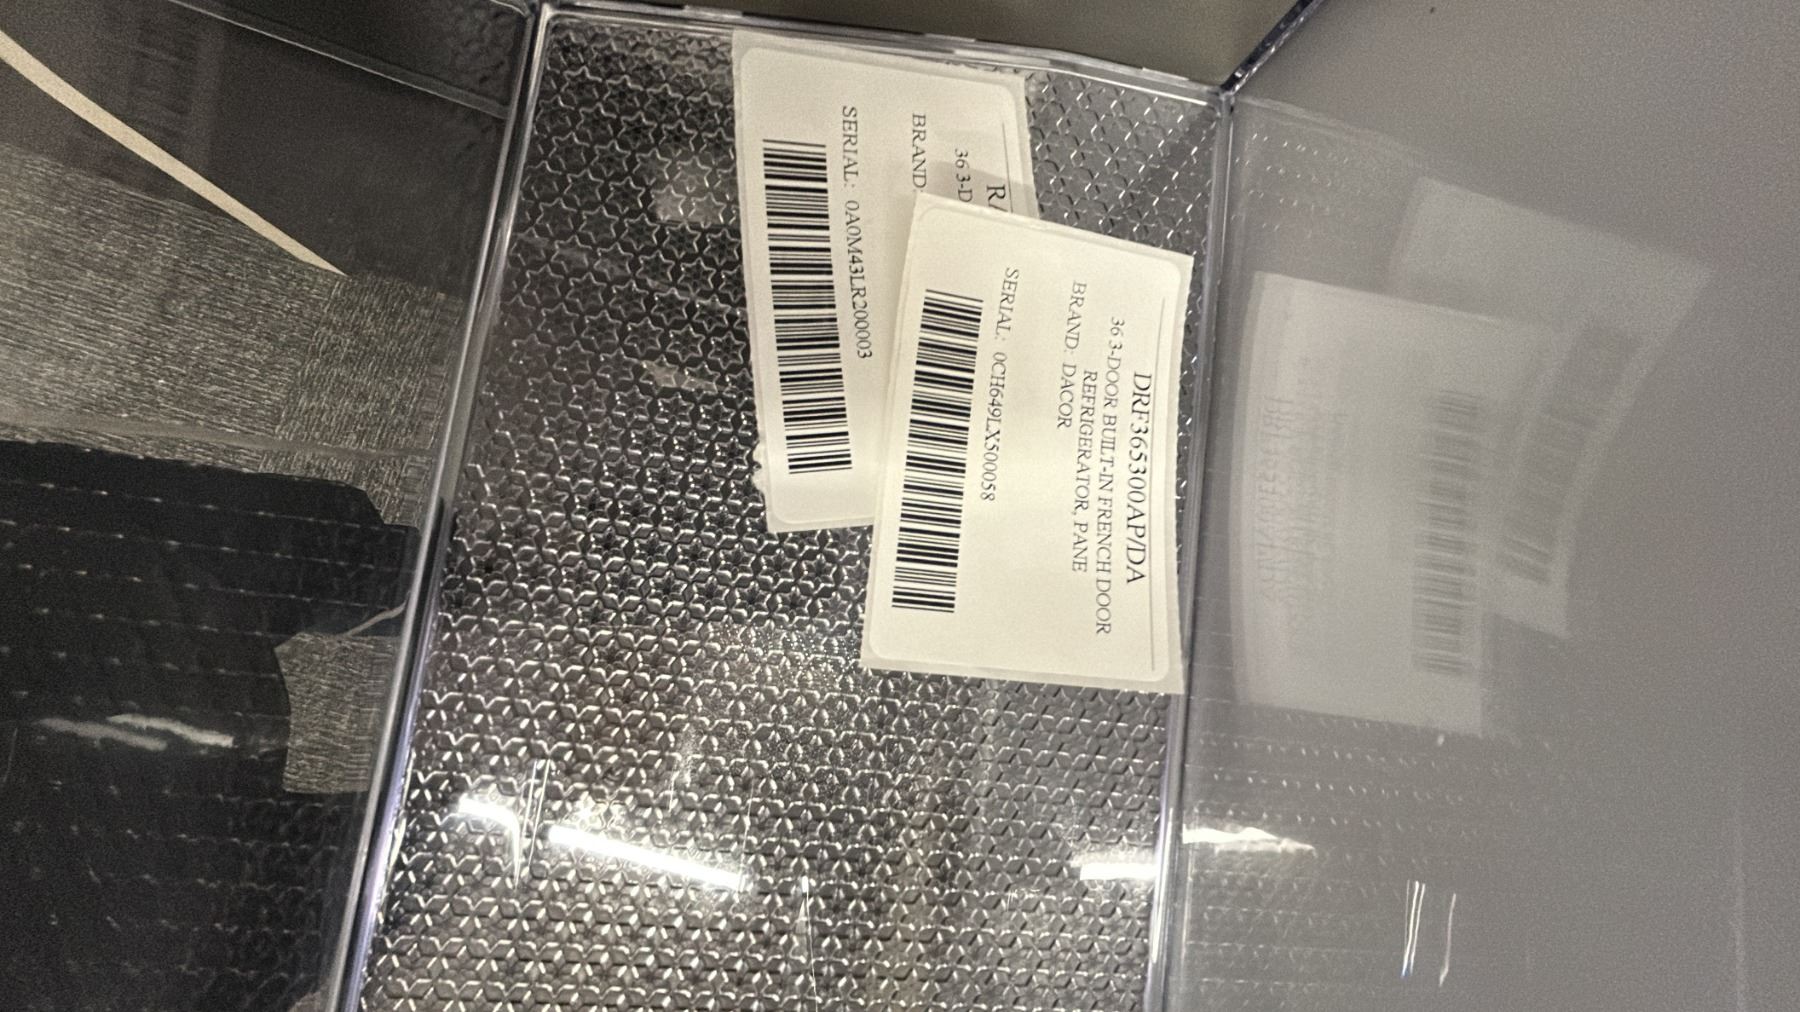 DRF365300AP/DA
36 3-DOOR BUILT-IN FRENCH DOOR
REFRIGERATOR, PANE
BRAND: DACOR
SERIAL: 0CH649LX500058
RA
36 3-D
BRAND:
SERIAL: 0A0M43LR200003